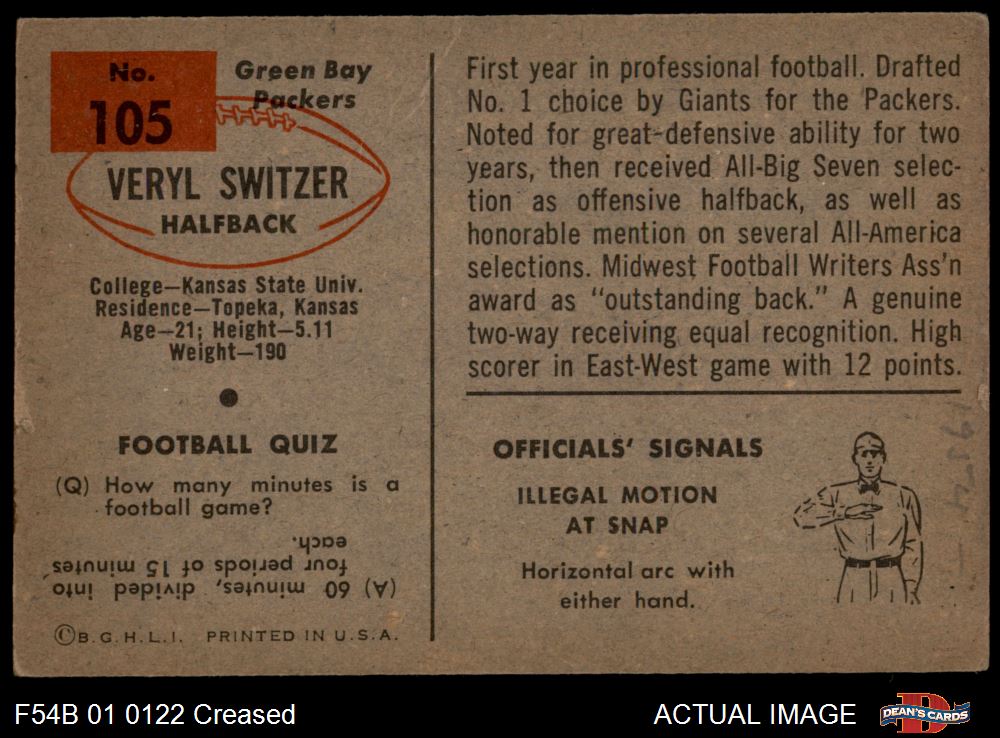 No.
105
Green Bay
Packers
VERYL SWITZER
HALFBACK
College—Kansas State Univ.
Residence—Topeka, Kansas
Age—21; Height—5.11
Weight—190
FOOTBALL QUIZ
(Q) How many minutes is a
football game?
(A) 60 minutes, divided into
four periods of 15 minutes
each.
©B.G.H.L.I. PRINTED IN U.S.A.
First year in professional football. Drafted
No. 1 choice by Giants for the Packers.
Noted for great-defensive ability for two
years, then received All-Big Seven selec-
tion as offensive halfback, as well as
honorable mention on several All-America
selections. Midwest Football Writers Ass'n
award as "outstanding back." A genuine
two-way receiving equal recognition. High
scorer in East-West game with 12 points.
OFFICIALS' SIGNALS
ILLEGAL MOTION
AT SNAP
Horizontal arc with
either hand.
F54B 01 0122 Creased
ACTUAL IMAGE
DEAN'S CARDS